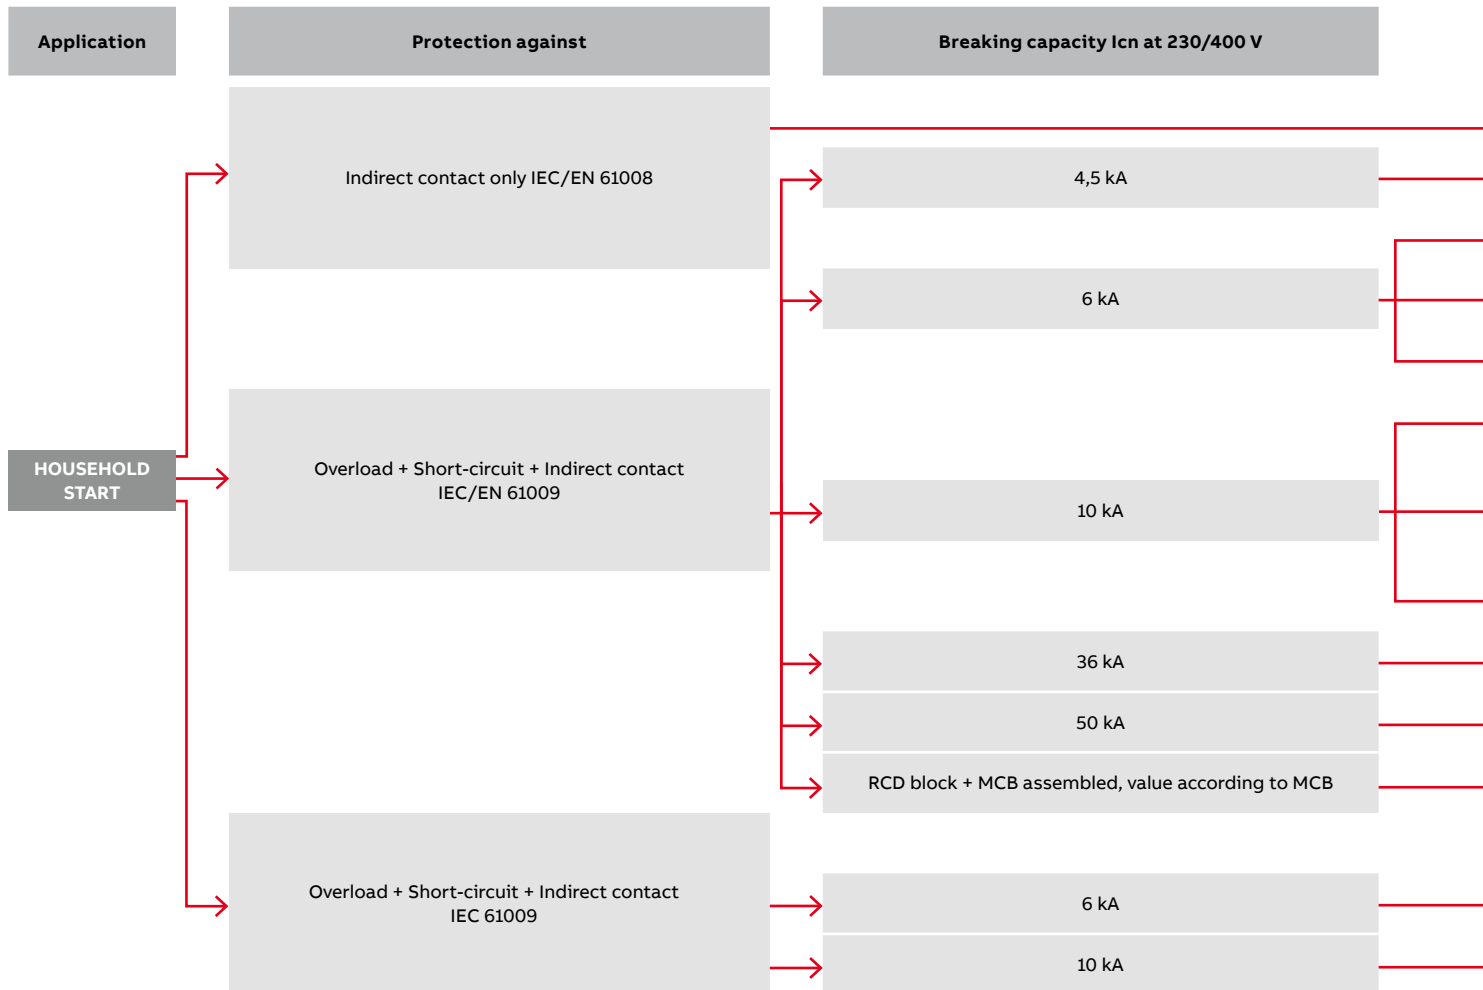 Application
Protection against
Breaking capacity Icn at 230/400 V
Indirect contact only IEC/EN 61008
4,5 kA
6 kA
HOUSEHOLD
START
Overload + Short-circuit + Indirect contact
IEC/EN 61009
10 kA
36 kA
50 kA
RCD block + MCB assembled, value according to MCB
Overload + Short-circuit + Indirect contact
IEC 61009
6 kA
10 kA